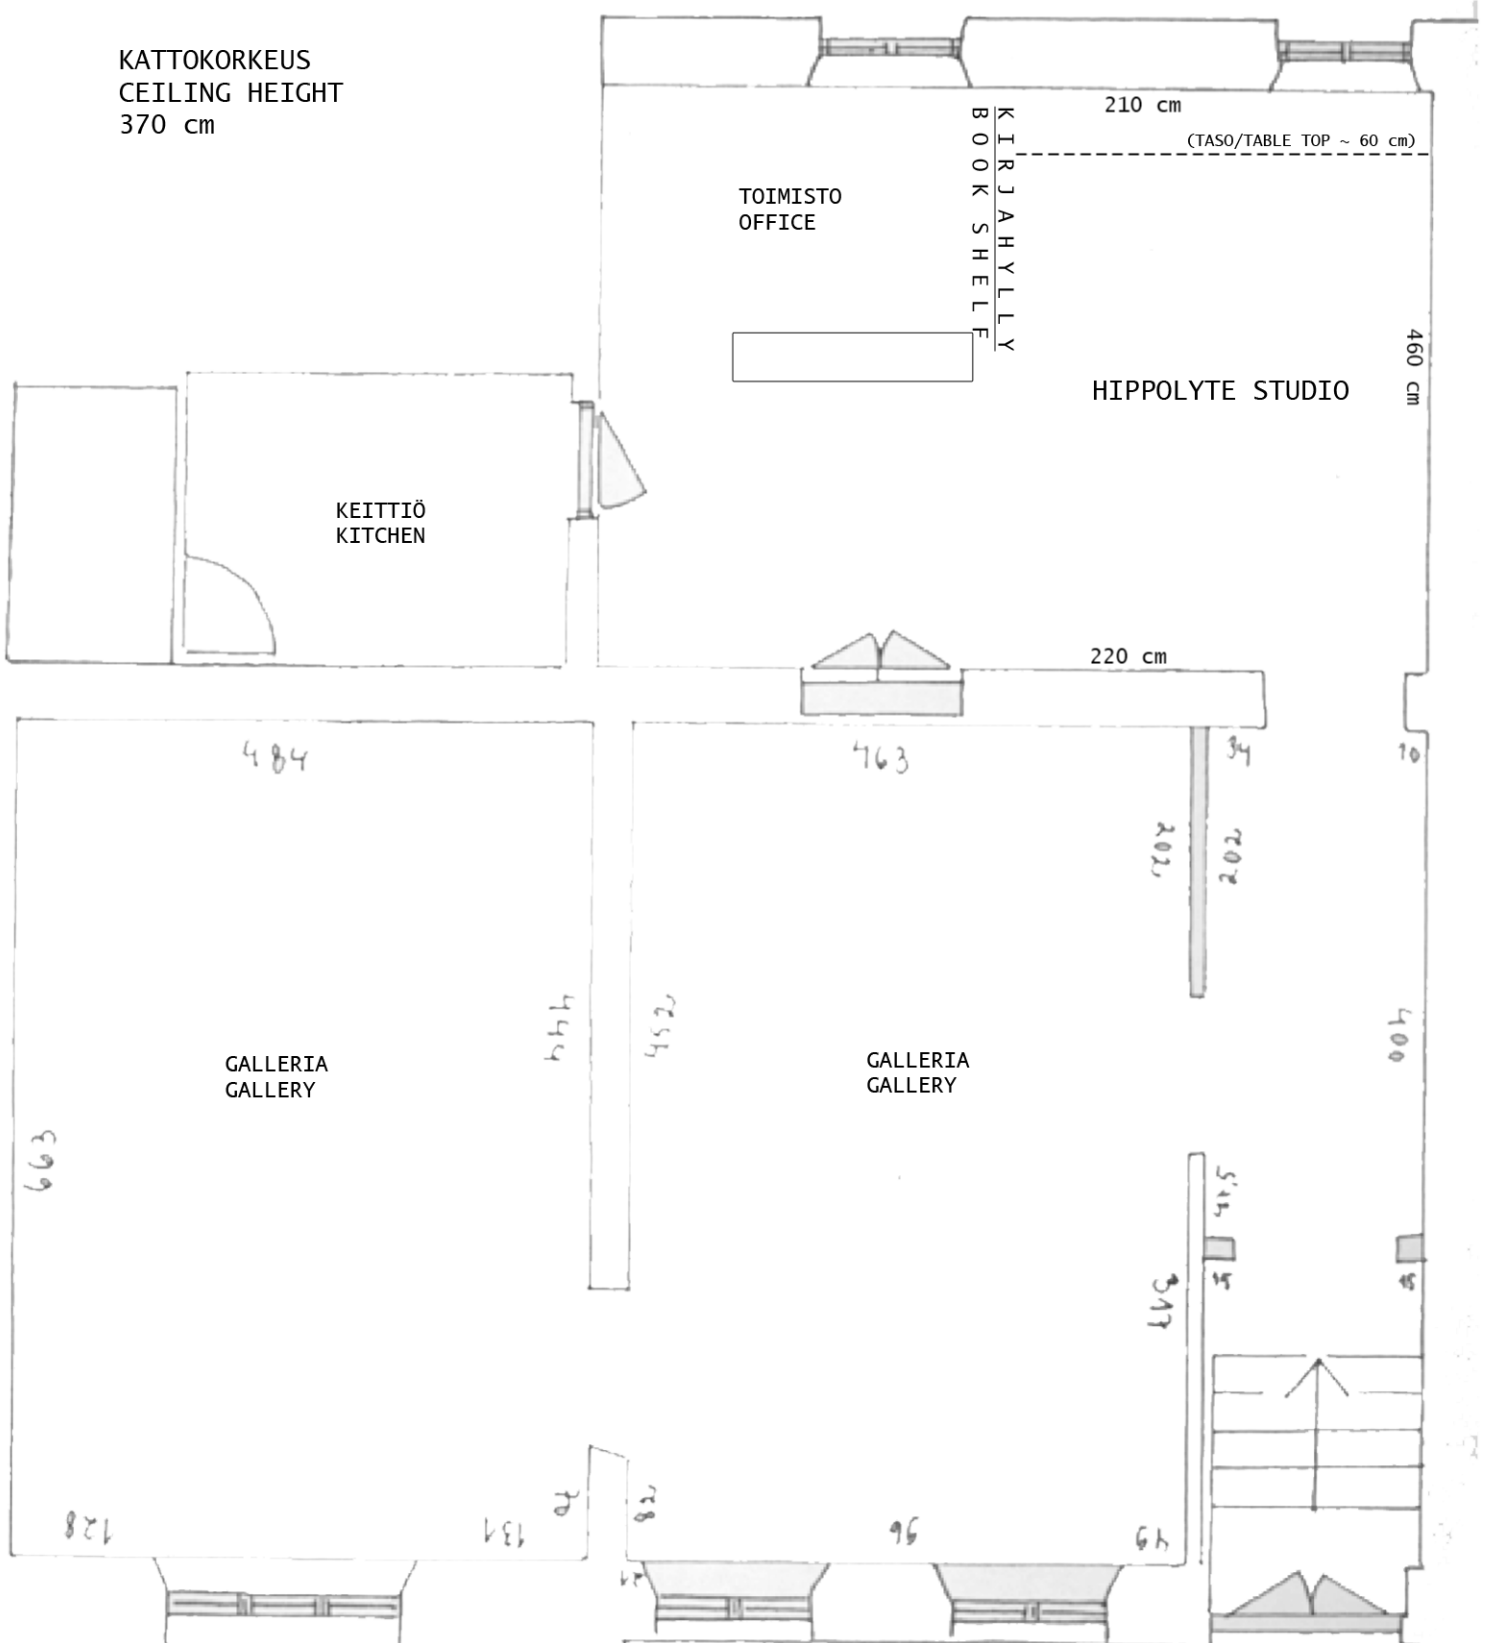 KATTOKORKEUS
CEILING HEIGHT
370 cm
210 cm
(TASO/TABLE TOP ~ 60 cm)
KIRJAHYLLY
BOOK SHELF
TOIMISTO
OFFICE
460 cm
HIPPOLYTE STUDIO
KEITTIÖ
KITCHEN
220 cm
484
463
34
10
202
202
444
452
400
GALLERIA
GALLERY
GALLERIA
GALLERY
663
317
82
128
131
96
49
21